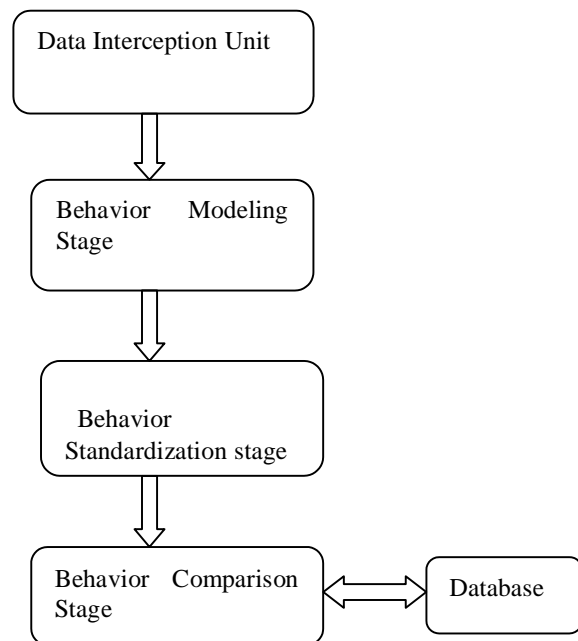 Data Interception Unit
Behavior Modeling
Stage
Behavior
Standardization stage
Behavior Comparison
Stage
Database